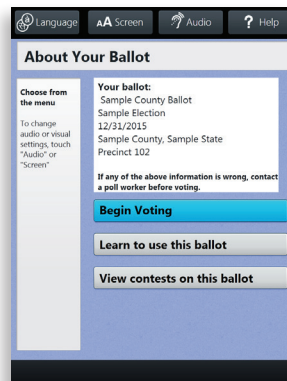 Language
AA Screen
Audio
? Help
About Your Ballot
Choose from
the menu
To change
audio or visual
settings, touch
"Audio" or
"Screen"
Your ballot:
Sample County Ballot
Sample Election
12/31/2015
Sample County, Sample State
Precinct 102
If any of the above information is wrong, contact
a poll worker before voting.
Begin Voting
Learn to use this ballot
View contests on this ballot